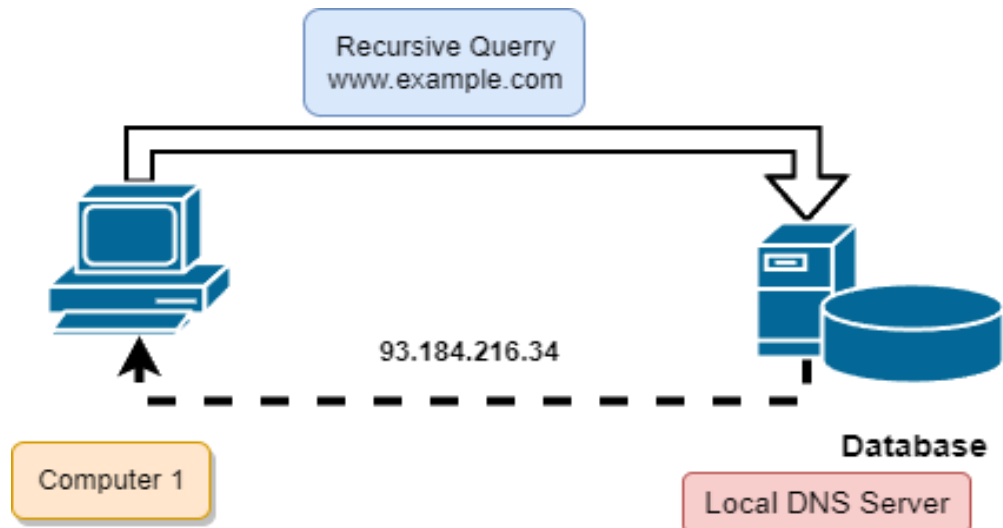 Recursive Querry
www.example.com
93.184.216.34
Database
Computer 1
Local DNS Server